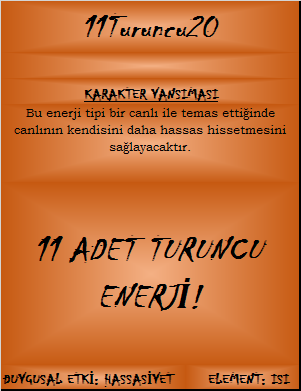 11Turuncu20
KARAKTER YANSIMASI
Bu enerji tipi bir canlı ile temas ettiğinde
canlının kendisini daha hassas hissetmesini
sağlayacaktır.
11 ADET TURUNCU
ENERJİ!
DUYGUSAL ETKİ: HASSASİYET ELEMENT: ISI